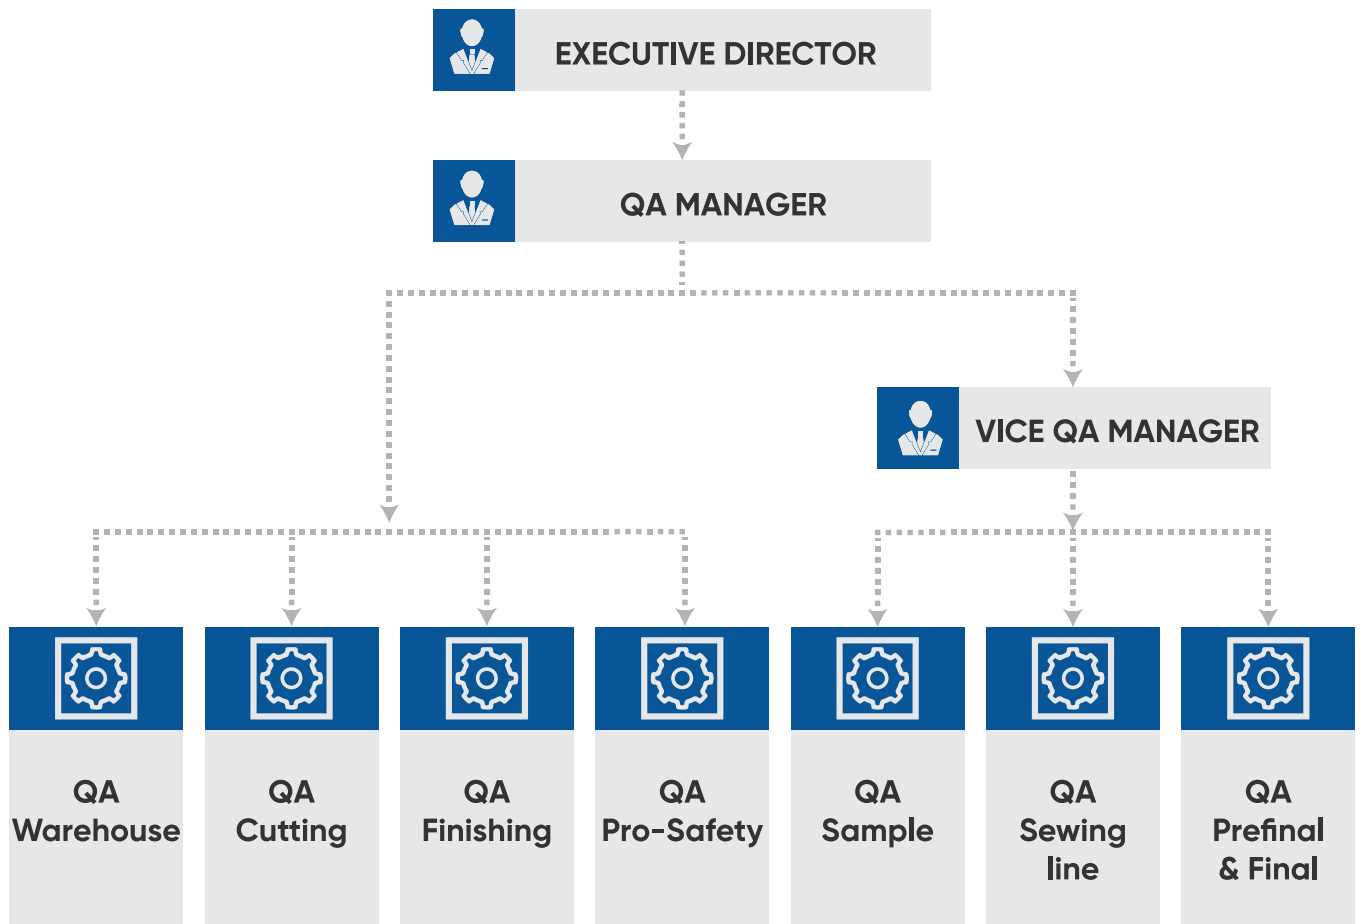 EXECUTIVE DIRECTOR
QA MANAGER
VICE QA MANAGER
QA
Warehouse
QA
Cutting
QA
Finishing
QA
Pro-Safety
QA
Sample
QA
Sewing
line
QA
Prefinal
& Final